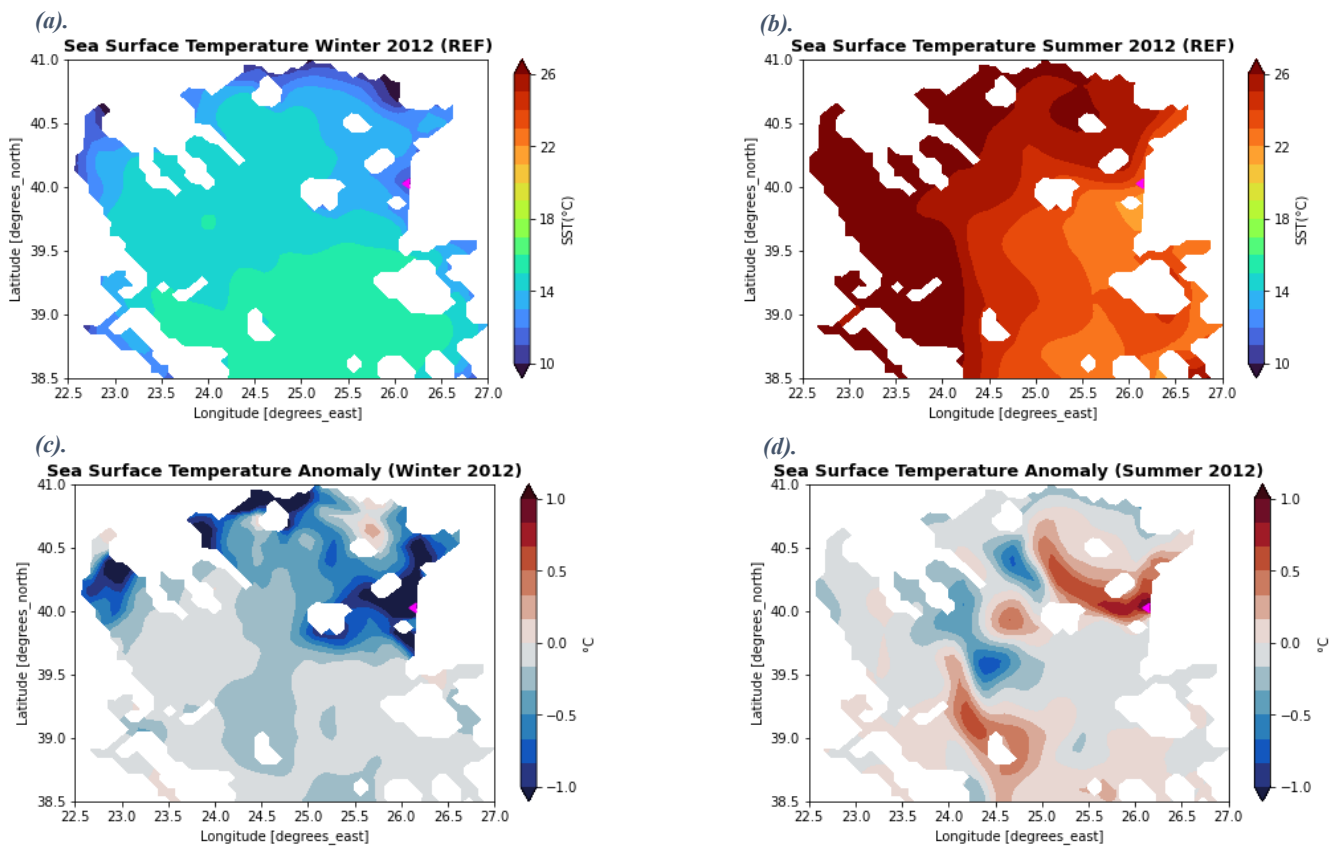 (a).
Sea Surface Temperature Winter 2012 (REF)
41.0
40.5
40.0
39.5
39.0
38.5
22.5 23.0 23.5 24.0 24.5 25.0 25.5 26.0 26.5 27.0
Latitude [degrees_north]
Longitude [degrees_east]
26
22
18
14
10
SST(°C)
(b).
Sea Surface Temperature Summer 2012 (REF)
41.0
40.5
40.0
39.5
39.0
38.5
22.5 23.0 23.5 24.0 24.5 25.0 25.5 26.0 26.5 27.0
Latitude [degrees_north]
Longitude [degrees_east]
26
22
18
14
10
SST(°C)
(c).
Sea Surface Temperature Anomaly (Winter 2012)
41.0
40.5
40.0
39.5
39.0
38.5
22.5 23.0 23.5 24.0 24.5 25.0 25.5 26.0 26.5 27.0
Latitude [degrees_north]
Longitude [degrees_east]
1.0
0.5
0.0
−0.5
−1.0
°C
(d).
Sea Surface Temperature Anomaly (Summer 2012)
41.0
40.5
40.0
39.5
39.0
38.5
22.5 23.0 23.5 24.0 24.5 25.0 25.5 26.0 26.5 27.0
Latitude [degrees_north]
Longitude [degrees_east]
1.0
0.5
0.0
−0.5
−1.0
°C